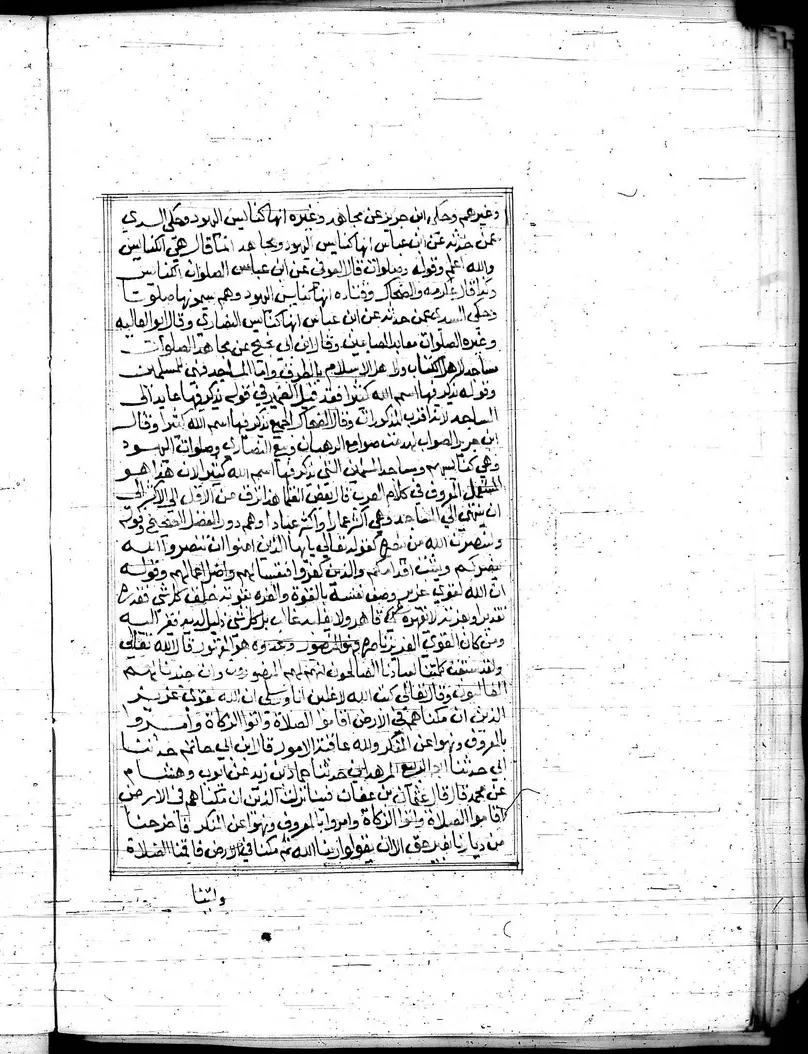 وغيرهم وحكى ابن جرير عن مجاهد وغيره انها كنايس اليهود وحكى السدي
عمن حدثه عن ابن عباس انها كنايس اليهود ومجاهد انما قال هي الكنايس
والله اعلم وقوله وصلوات قال العوفي عن ابن عباس الصلوات الكنايس
وكذا قال عكرمه والضحاك وقتاده انها كنايس اليهود وهم يسمونها صلوتا
وحكى السدي عمن حدثه عن ابن عباس انها كنايس النصارى وقال ابو العاليه
وغيره الصلوات معابد الصابيين وقال ابن ابي نجيح عن مجاهد الصلوات
مساجد لاهل الكتاب ولاهل الاسلام بالطرق واما المساجد فهي للمسلمين
وقوله يذكر فيها اسم الله كثيرا فقد قيل الضمير في قوله يذكر فيها عايد الى
المساجد لانها اقرب المذكورات وقال الضحاك الجميع يذكر فيها اسم الله كثيرا وقال
ابن جرير الصواب لهدمت صوامع الرهبان وبيع النصارى وصلوات اليهود
وهي كنايسهم ومساجد المسلمين التي يذكر فيها اسم الله كثيرا لان هذا هو
المستعمل المعروف في كلام العرب قال بعض العلما هذا ترق من الاقل الى الاكثر الى
ان ينتهي الى المساجد وهي اكثر عمارا واكثر عبادا وهم ذوو القصد الصحيح وقوله
ولينصرن الله من ينصره كقوله تعالى يا ايها الذين امنوا ان تنصروا الله
ينصركم ويثبت اقدامكم والذين كفروا فتعسا لهم واضل اعمالهم وقوله
ان الله لقوي عزيز وصف نفسه بالقوة والعزه فبقوته خلق كل شي فقدره
تقديرا وبعزته لا يقهره قاهر ولا يغلبه غالب بل كل شي ذليل لديه فقير اليه
ومن كان القوي العزيز ناصره فهو المنصور وعدوه هو المقهور قال الله تعالى
ولقد سبقت كلمتنا لعبادنا المرسلين انهم لهم المنصورون وان جندنا لهم
الغالبون وقال تعالى كتب الله لاغلبن انا ورسلي ان الله قوي عزيز
الذين ان مكناهم في الارض اقاموا الصلاة واتوا الزكاة وامروا
بالمعروف ونهوا عن المنكر ولله عاقبة الامور قال ابن ابي حاتم حدثنا
ابي حدثنا ابو الربيع الزهراني حدثنا حماد بن زيد عن ايوب وهشام
عن محمد قال قال عثمان بن عفان فينا نزلت الذين ان مكناهم في الارض
اقاموا الصلاة واتوا الزكاة وامروا بالمعروف ونهوا عن المنكر فاخرجنا
من ديارنا بغير حق الا ان يقولوا ربنا الله ثم مكنا في الارض فاقمنا الصلاة
واتينا